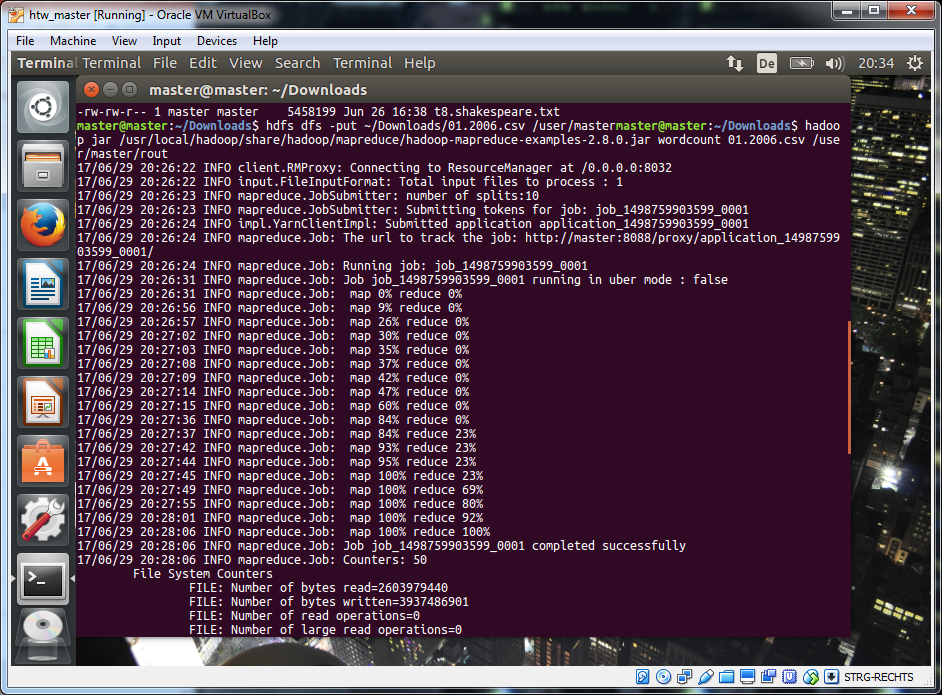 htw_master [Running] - Oracle VM VirtualBox
File Machine View Input Devices Help
Terminal Terminal File Edit View Search Terminal Help De 20:34
master@master: ~/Downloads
-rw-rw-r-- 1 master master    5458199 Jun 26 16:38 t8.shakespeare.txt
master@master:~/Downloads$ hdfs dfs -put ~/Downloads/01.2006.csv /user/mastermaster@master:~/Downloads$ hadoo
p jar /usr/local/hadoop/share/hadoop/mapreduce/hadoop-mapreduce-examples-2.8.0.jar wordcount 01.2006.csv /use
r/master/rout
17/06/29 20:26:22 INFO client.RMProxy: Connecting to ResourceManager at /0.0.0.0:8032
17/06/29 20:26:22 INFO input.FileInputFormat: Total input files to process : 1
17/06/29 20:26:23 INFO mapreduce.JobSubmitter: number of splits:10
17/06/29 20:26:23 INFO mapreduce.JobSubmitter: Submitting tokens for job: job_1498759903599_0001
17/06/29 20:26:24 INFO impl.YarnClientImpl: Submitted application application_1498759903599_0001
17/06/29 20:26:24 INFO mapreduce.Job: The url to track the job: http://master:8088/proxy/application_14987599
03599_0001/
17/06/29 20:26:24 INFO mapreduce.Job: Running job: job_1498759903599_0001
17/06/29 20:26:31 INFO mapreduce.Job: Job job_1498759903599_0001 running in uber mode : false
17/06/29 20:26:31 INFO mapreduce.Job:  map 0% reduce 0%
17/06/29 20:26:56 INFO mapreduce.Job:  map 9% reduce 0%
17/06/29 20:26:57 INFO mapreduce.Job:  map 26% reduce 0%
17/06/29 20:27:02 INFO mapreduce.Job:  map 30% reduce 0%
17/06/29 20:27:03 INFO mapreduce.Job:  map 35% reduce 0%
17/06/29 20:27:08 INFO mapreduce.Job:  map 37% reduce 0%
17/06/29 20:27:09 INFO mapreduce.Job:  map 42% reduce 0%
17/06/29 20:27:14 INFO mapreduce.Job:  map 47% reduce 0%
17/06/29 20:27:15 INFO mapreduce.Job:  map 60% reduce 0%
17/06/29 20:27:36 INFO mapreduce.Job:  map 84% reduce 0%
17/06/29 20:27:37 INFO mapreduce.Job:  map 84% reduce 23%
17/06/29 20:27:42 INFO mapreduce.Job:  map 93% reduce 23%
17/06/29 20:27:44 INFO mapreduce.Job:  map 95% reduce 23%
17/06/29 20:27:45 INFO mapreduce.Job:  map 100% reduce 23%
17/06/29 20:27:49 INFO mapreduce.Job:  map 100% reduce 69%
17/06/29 20:27:55 INFO mapreduce.Job:  map 100% reduce 80%
17/06/29 20:28:01 INFO mapreduce.Job:  map 100% reduce 92%
17/06/29 20:28:06 INFO mapreduce.Job:  map 100% reduce 100%
17/06/29 20:28:06 INFO mapreduce.Job: Job job_1498759903599_0001 completed successfully
17/06/29 20:28:06 INFO mapreduce.Job: Counters: 50
File System Counters
FILE: Number of bytes read=2603979440
FILE: Number of bytes written=3937486901
FILE: Number of read operations=0
FILE: Number of large read operations=0
STRG-RECHTS